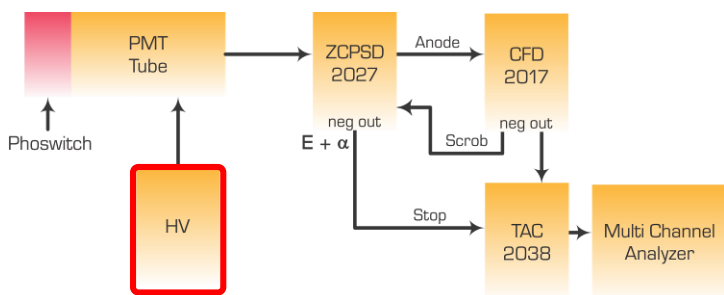 PMT
Tube
ZCPSD
2027
Anode
CFD
2017
neg out
neg out
Scrob
E + α
Phoswitch
HV
Stop
TAC
2038
Multi Channel
Analyzer